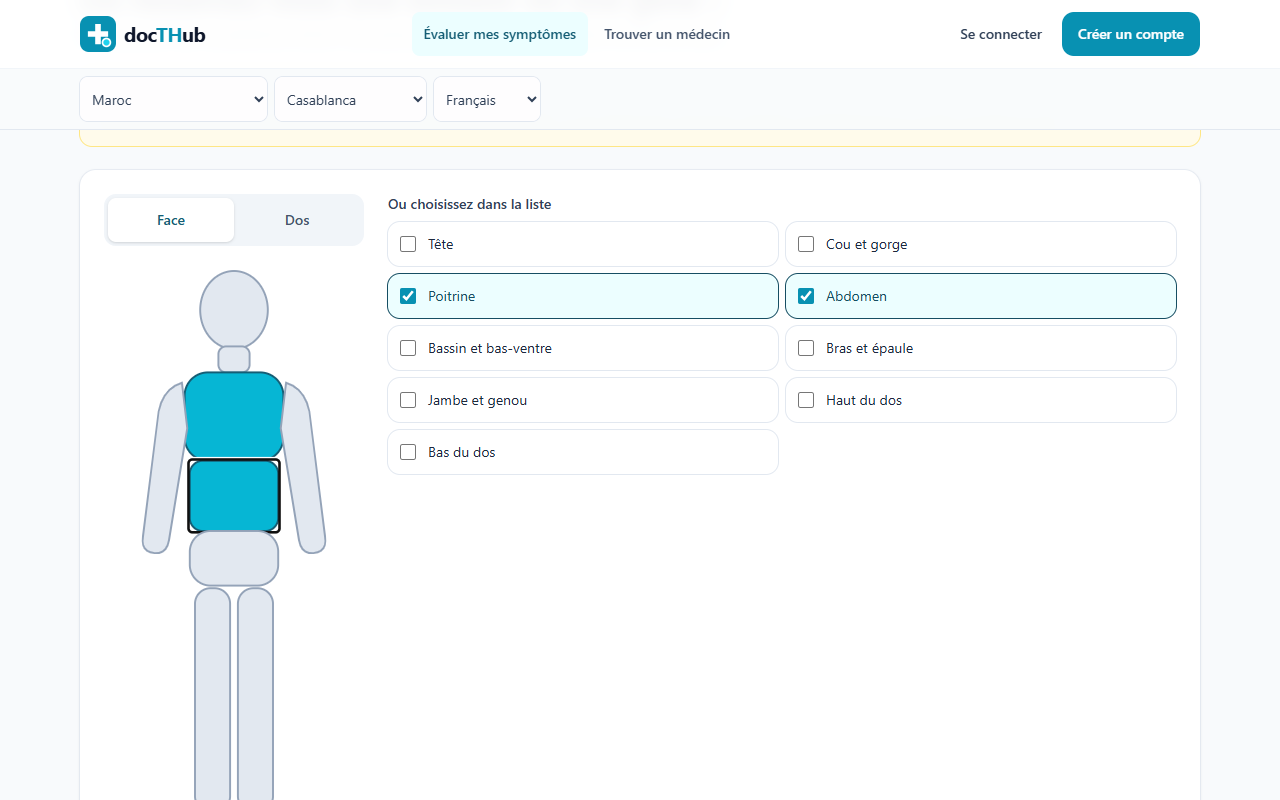 docTHub
Évaluer mes symptômes
Trouver un médecin
Se connecter
Créer un compte
Maroc
Casablanca
Français
Face
Dos
Ou choisissez dans la liste
Tête
Cou et gorge
Poitrine
Abdomen
Bassin et bas-ventre
Bras et épaule
Jambe et genou
Haut du dos
Bas du dos